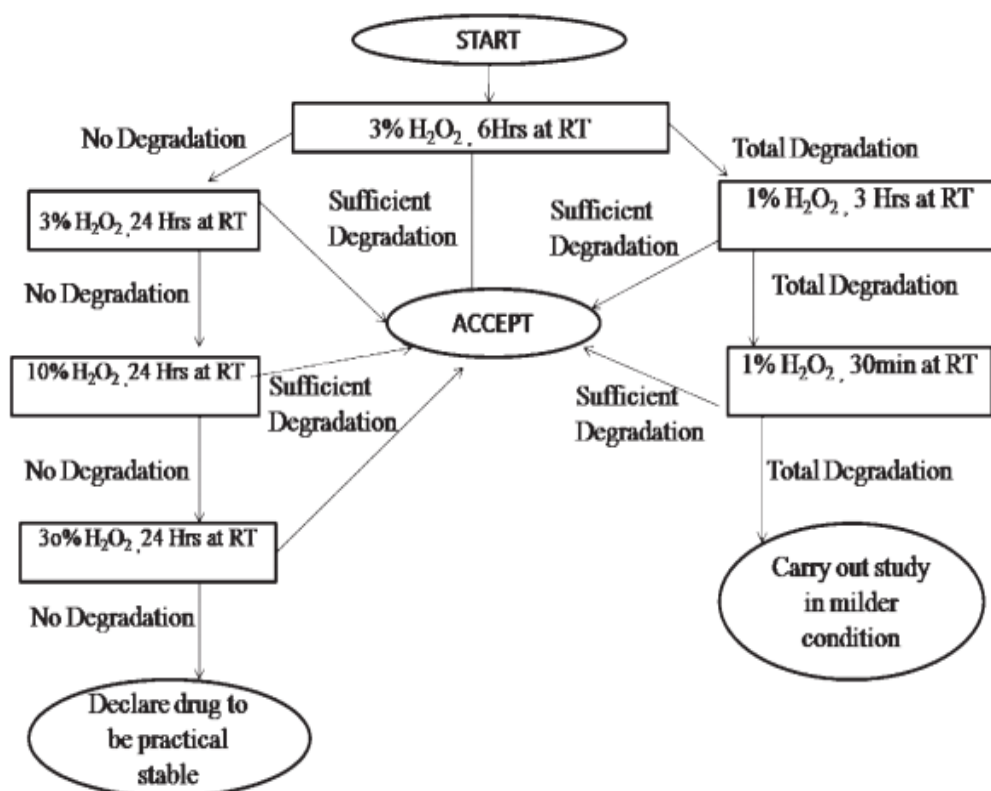 START
3% H₂O₂ , 6Hrs at RT
No Degradation
Total Degradation
3% H₂O₂, 24 Hrs at RT
Sufficient
Degradation
Sufficient
Degradation
1% H₂O₂ , 3 Hrs at RT
No Degradation
Total Degradation
ACCEPT
10% H₂O₂, 24 Hrs at RT
Sufficient
Degradation
Sufficient
Degradation
1% H₂O₂ , 30min at RT
No Degradation
Total Degradation
3o% H₂O₂ , 24 Hrs at RT
Carry out study
in milder
condition
No Degradation
Declare drug to
be practical
stable